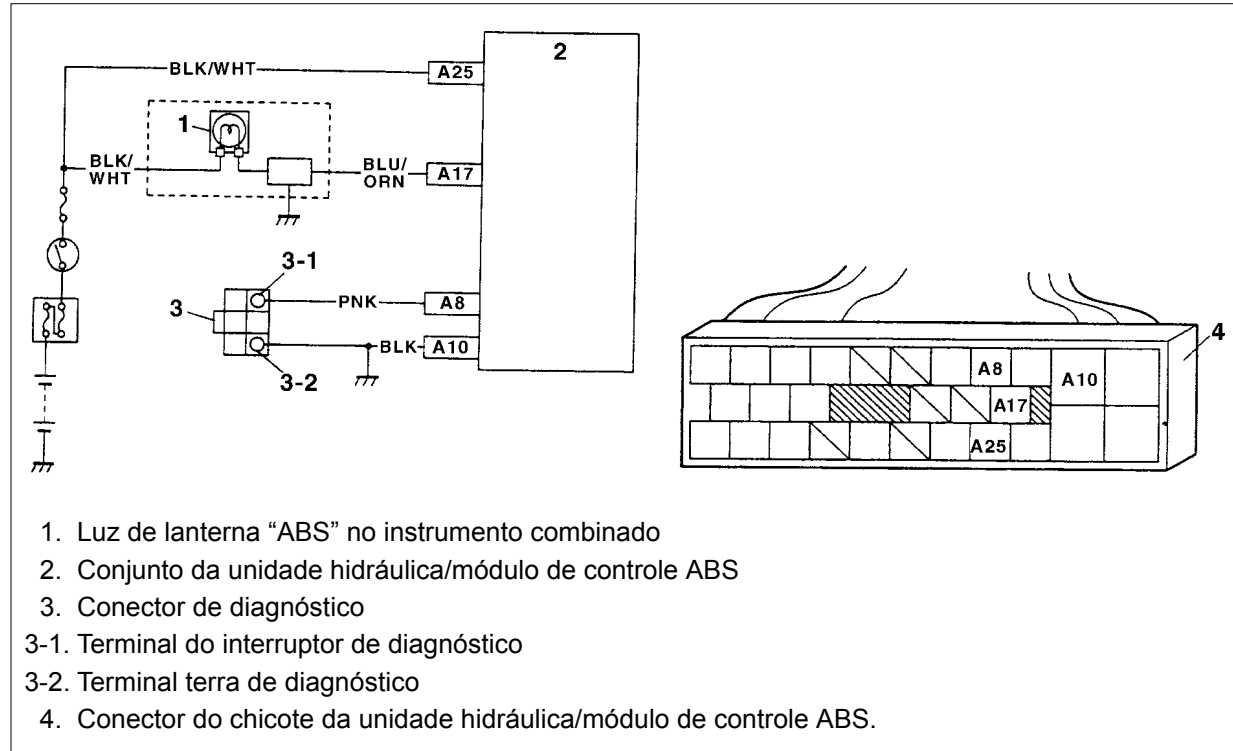 2
BLK/WHT
A25
1
BLK/
WHT
BLU/
ORN
A17
3-1
PNK
A8
3
BLK
A10
3-2
4
A8
A10
A17
A25
1. Luz de lanterna “ABS” no instrumento combinado
2. Conjunto da unidade hidráulica/módulo de controle ABS
3. Conector de diagnóstico
3-1. Terminal do interruptor de diagnóstico
3-2. Terminal terra de diagnóstico
4. Conector do chicote da unidade hidráulica/módulo de controle ABS.